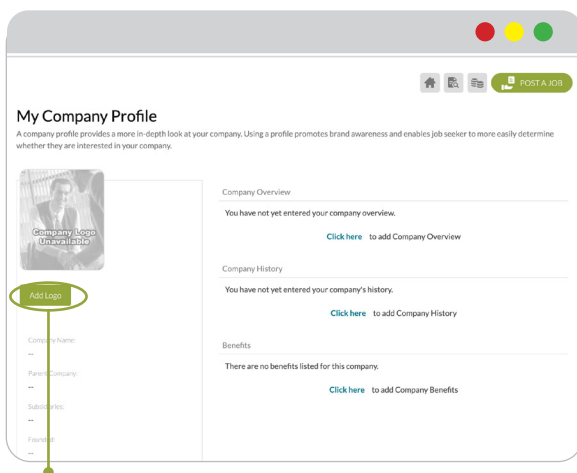 POST A JOB
My Company Profile
A company profile provides a more in-depth look at your company. Using a profile promotes brand awareness and enables job seeker to more easily determine
whether they are interested in your company.
Company Logo
Unavailable
Add Logo
Company Name:
--
Parent Company:
--
Subsidiaries:
--
Founded:
--
Company Overview
You have not yet entered your company overview.
Click here to add Company Overview
Company History
You have not yet entered your company's history.
Click here to add Company History
Benefits
There are no benefits listed for this company.
Click here to add Company Benefits